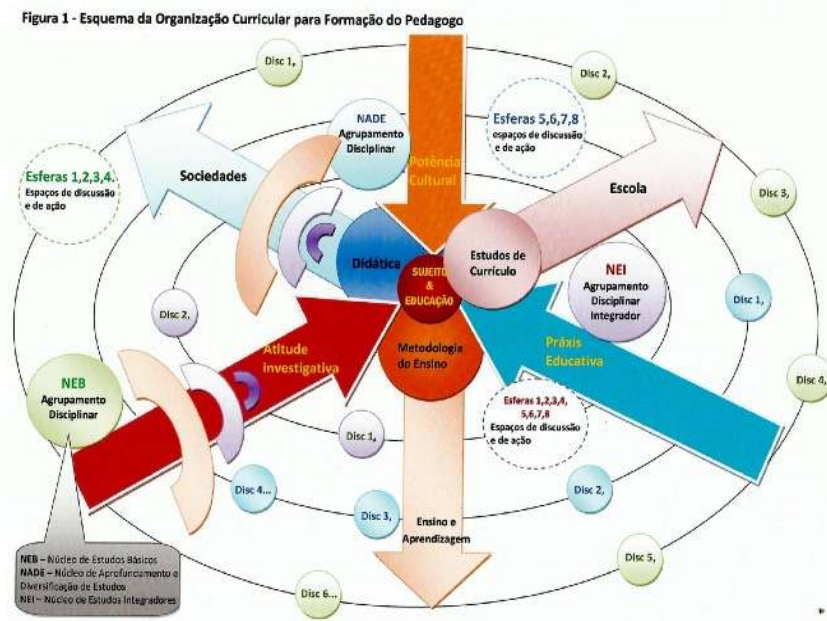 Figura 1 - Esquema da Organização Curricular para Formação do Pedagogo
Disc 1,
Disc 2,
NADE
Agrupamento
Disciplinar
Esferas 5,6,7,8
espaços de discussão
e de ação
Potência
Cultural
Esferas 1,2,3,4.
Espaços de discussão
e de ação
Sociedades
Escola
Disc 3,
Didática
SUJEITO
&
EDUCAÇÃO
Estudos de
Currículo
NEI
Agrupamento
Disciplinar
Integrador
Disc 1,
Disc 2,
Atitude
investigativa
Metodologia
do Ensino
Práxis
Educativa
NEB
Agrupamento
Disciplinar
Disc 4,
Esferas 1,2,3,4,
5,6,7,8
Espaços de discussão
e de ação
Disc 1,
Disc 4...
Disc 3,
Disc 2,
Ensino e
Aprendizagem
Disc 5,
Disc 6...
NEB – Núcleo de Estudos Básicos
NADE – Núcleo de Aprofundamento e
Diversificação de Estudos
NEI – Núcleo de Estudos Integradores